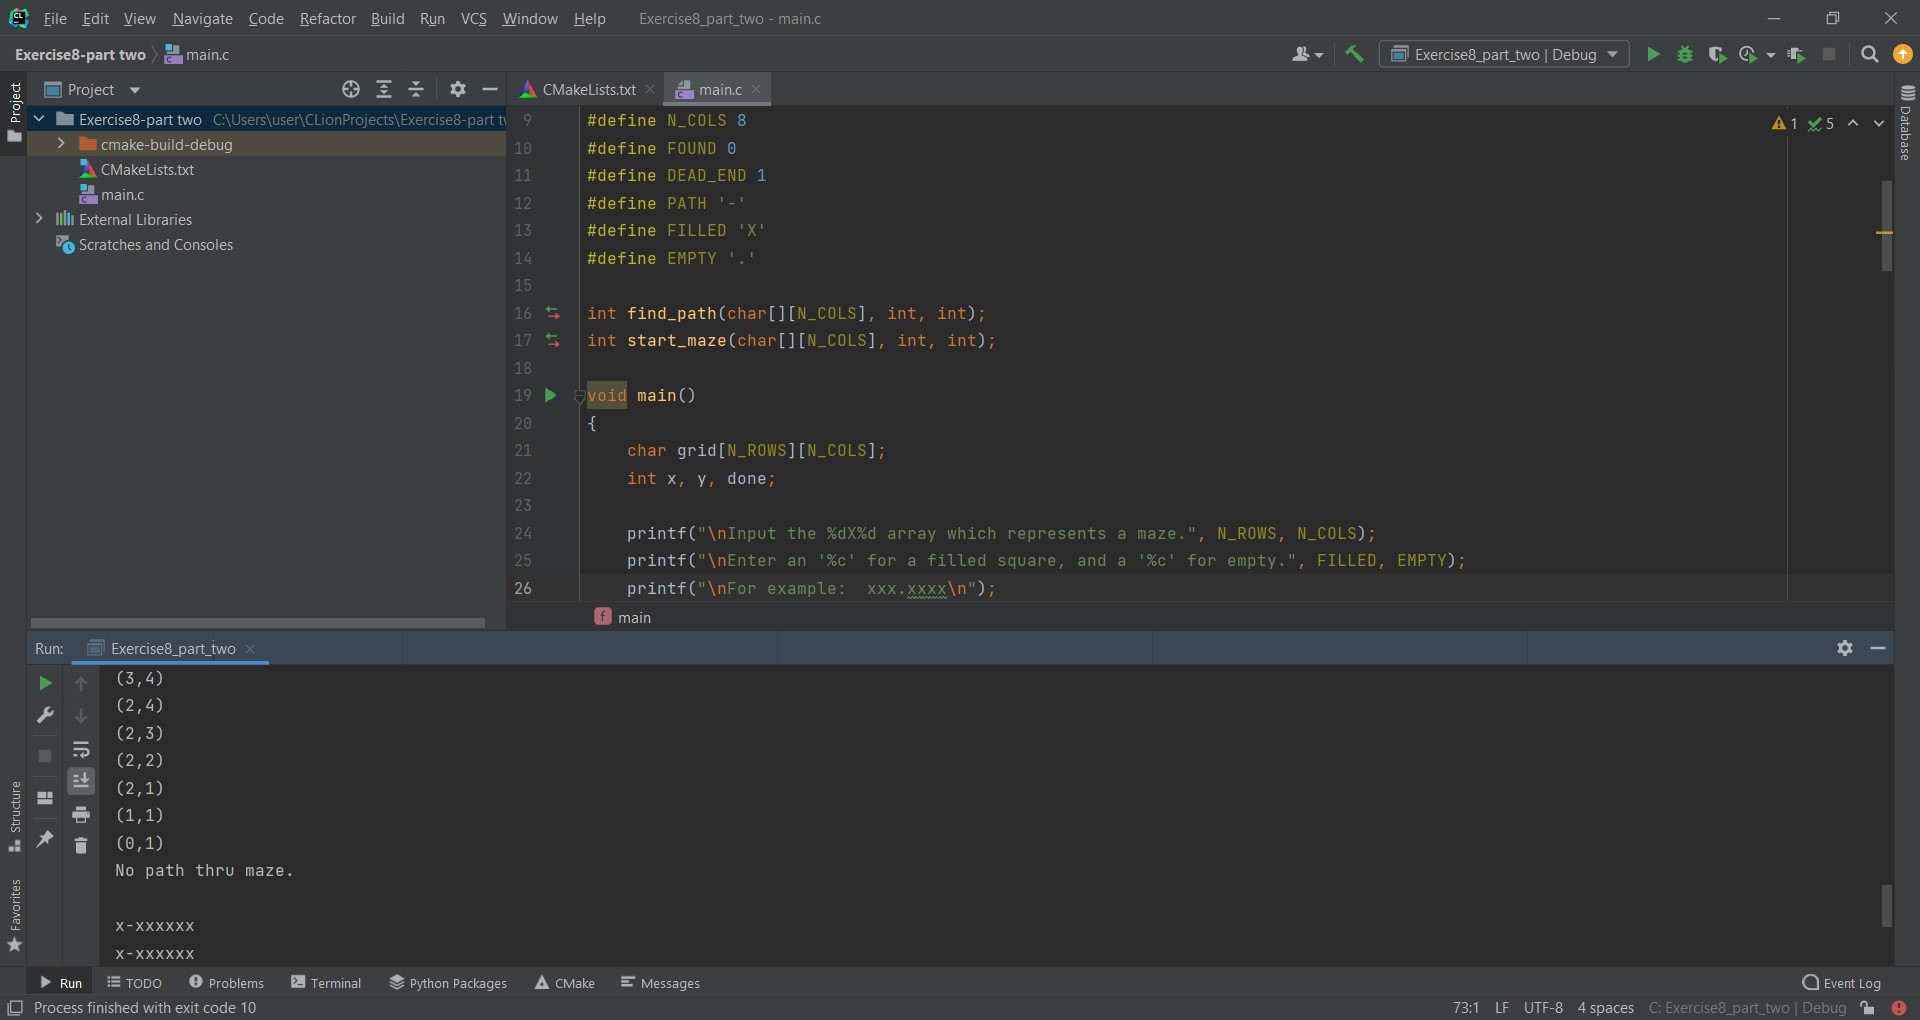 File Edit View Navigate Code Refactor Build Run VCS Window Help Exercise8_part_two - main.c
Exercise8-part two main.c Exercise8_part_two | Debug
Project
Project
CMakeLists.txt main.c
Exercise8-part two C:\Users\user\CLionProjects\Exercise8-part t
cmake-build-debug
CMakeLists.txt
main.c
External Libraries
Scratches and Consoles
1 5
Database
9 #define N_COLS 8
10 #define FOUND 0
11 #define DEAD_END 1
12 #define PATH '-'
13 #define FILLED 'X'
14 #define EMPTY '.'
15
16 int find_path(char[][N_COLS], int, int);
17 int start_maze(char[][N_COLS], int, int);
18
19 void main()
20 {
21 char grid[N_ROWS][N_COLS];
22 int x, y, done;
23
24 printf("\nInput the %dX%d array which represents a maze.", N_ROWS, N_COLS);
25 printf("\nEnter an '%c' for a filled square, and a '%c' for empty.", FILLED, EMPTY);
26 printf("\nFor example:  xxx.xxxx\n");
f main
Run: Exercise8_part_two
(3,4)
(2,4)
(2,3)
(2,2)
(2,1)
(1,1)
(0,1)
No path thru maze.
x-xxxxxx
x-xxxxxx
Structure
Favorites
Run TODO Problems Terminal Python Packages CMake Messages Event Log
Process finished with exit code 10 73:1 LF UTF-8 4 spaces C: Exercise8_part_two | Debug